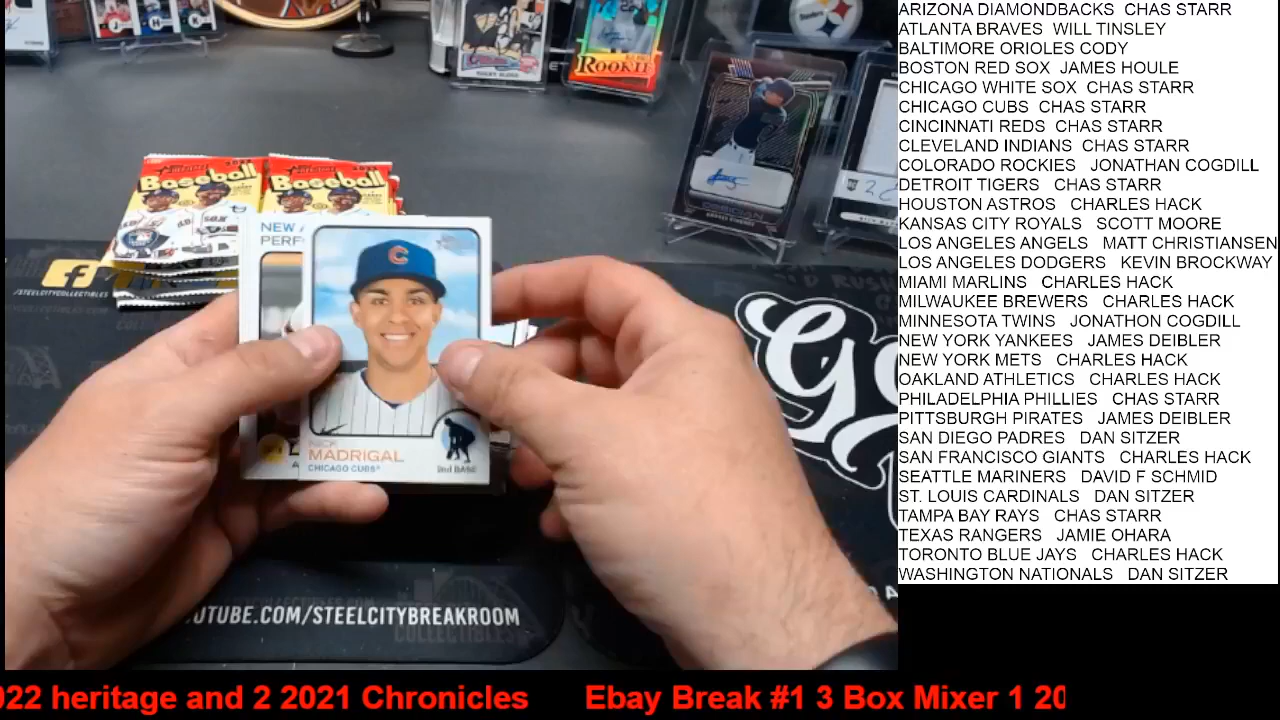 ARIZONA DIAMONDBACKS CHAS STARR
ATLANTA BRAVES WILL TINSLEY
BALTIMORE ORIOLES CODY
BOSTON RED SOX JAMES HOULE
CHICAGO WHITE SOX CHAS STARR
CHICAGO CUBS CHAS STARR
CINCINNATI REDS CHAS STARR
CLEVELAND INDIANS CHAS STARR
COLORADO ROCKIES JONATHAN COGDILL
DETROIT TIGERS CHAS STARR
HOUSTON ASTROS CHARLES HACK
KANSAS CITY ROYALS SCOTT MOORE
LOS ANGELES ANGELS MATT CHRISTIANSEN
LOS ANGELES DODGERS KEVIN BROCKWAY
MIAMI MARLINS CHARLES HACK
MILWAUKEE BREWERS CHARLES HACK
MINNESOTA TWINS JONATHON COGDILL
NEW YORK YANKEES JAMES DEIBLER
NEW YORK METS CHARLES HACK
OAKLAND ATHLETICS CHARLES HACK
PHILADELPHIA PHILLIES CHAS STARR
PITTSBURGH PIRATES JAMES DEIBLER
SAN DIEGO PADRES DAN SITZER
SAN FRANCISCO GIANTS CHARLES HACK
SEATTLE MARINERS DAVID F SCHMID
ST. LOUIS CARDINALS DAN SITZER
TAMPA BAY RAYS CHAS STARR
TEXAS RANGERS JAMIE OHARA
TORONTO BLUE JAYS CHARLES HACK
WASHINGTON NATIONALS DAN SITZER
ROOKIE
Steelers
OBSIDIAN
Baseball
Baseball
NEW
PERF
C
NICK
MADRIGAL
CHICAGO CUBS
2nd BASE
f
/STEELCITYCOLLECTIBLES
OUTUBE.COM/STEELCITYBREAKROOM
022 heritage and 2 2021 Chronicles Ebay Break #1 3 Box Mixer 1 20